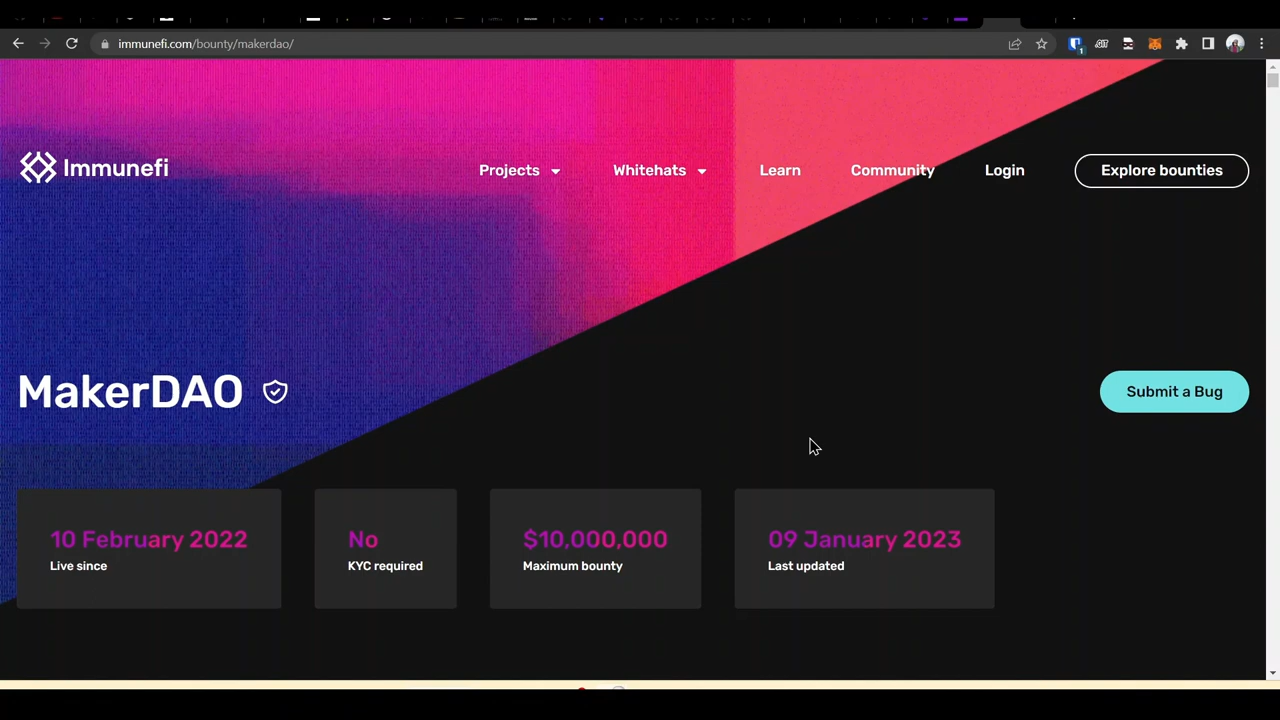 immunefi.com/bounty/makerdao/
1
Immunefi
Projects
Whitehats
Learn
Community
Login
Explore bounties
MakerDAO
Submit a Bug
10 February 2022
Live since
No
KYC required
$10,000,000
Maximum bounty
09 January 2023
Last updated